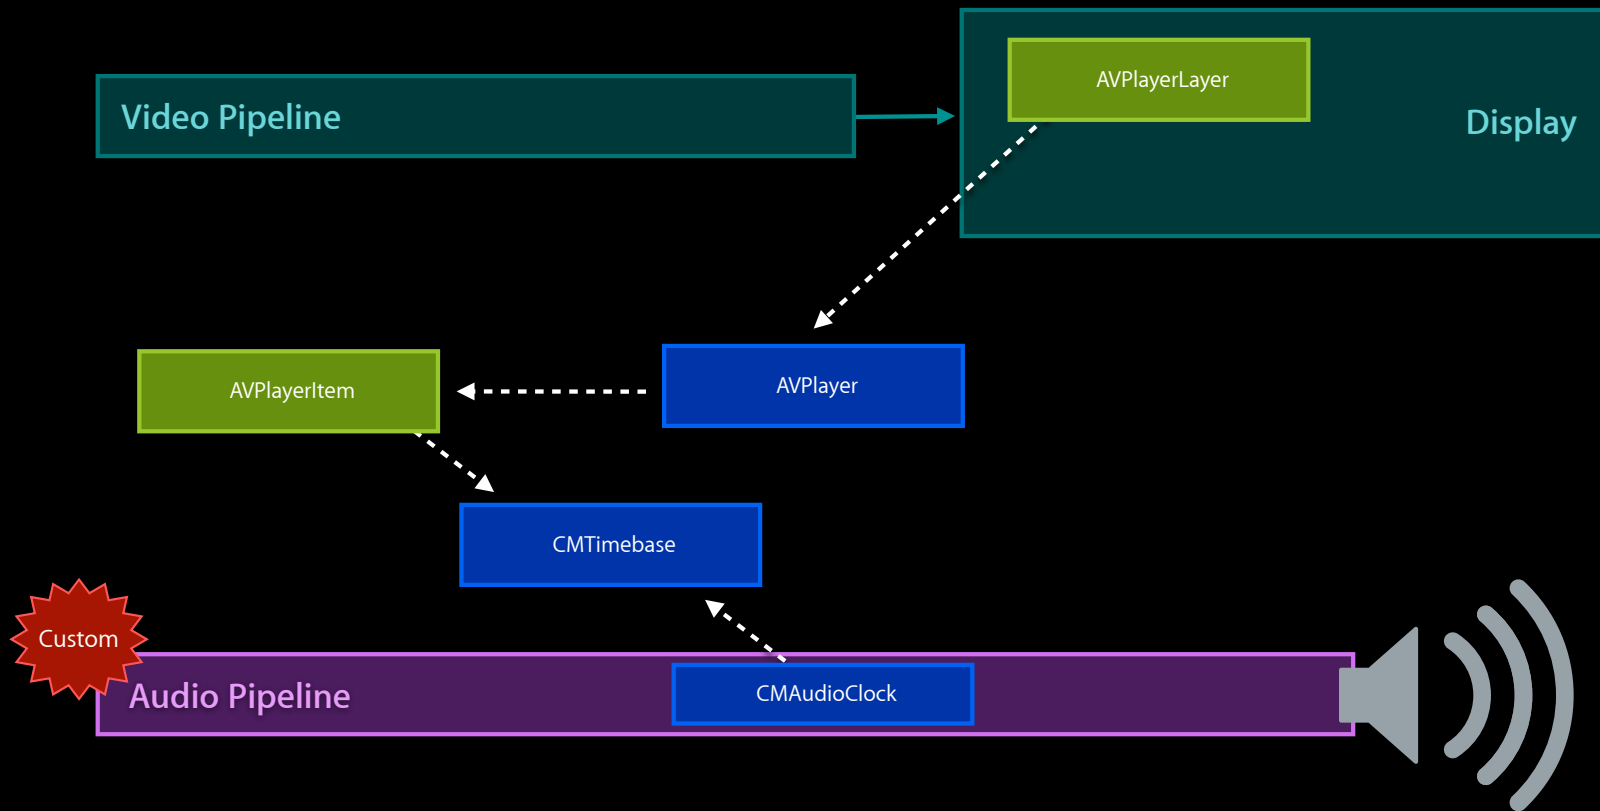 AVPlayerLayer
Video Pipeline
Display
AVPlayerItem
AVPlayer
CMTimebase
Custom
Audio Pipeline
CMAudioClock